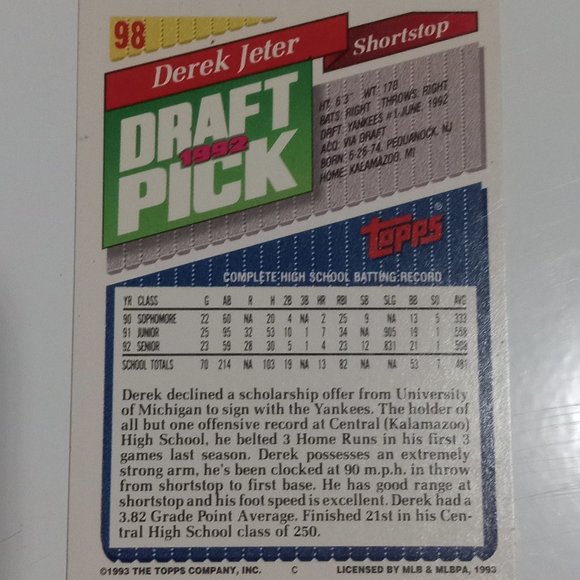 98
Derek Jeter
Shortstop
DRAFT
1992
PICK
HT: 6'3" WT: 178
BATS: RIGHT THROWS: RIGHT
DRAFT: YANKEES #1-JUNE, 1992
ACQ: VIA DRAFT
BORN: 6-26-74, PEQUANOCK, NJ
HOME: KALAMAZOO, MI
TOPPS®
COMPLETE HIGH SCHOOL BATTING RECORD
YR CLASS G AB R H 2B 3B HR RBI SB SLG BB SO AVG
90 SOPHOMORE 22 60 NA 20 4 NA 2 25 9 NA 13 5 .333
91 JUNIOR 25 95 32 53 10 1 7 34 NA .905 19 1 .558
92 SENIOR 23 59 28 30 5 1 4 23 12 .831 21 1 .508
SCHOOL TOTALS 70 214 NA 103 19 NA 13 82 NA NA 53 7 .481
Derek declined a scholarship offer from University
of Michigan to sign with the Yankees. The holder of
all but one offensive record at Central (Kalamazoo)
High School, he belted 3 Home Runs in his first 3
games last season. Derek possesses an extremely
strong arm, he's been clocked at 90 m.p.h. in throw
from shortstop to first base. He has good range at
shortstop and his foot speed is excellent. Derek had a
3.82 Grade Point Average. Finished 21st in his Cen-
tral High School class of 250.
©1993 THE TOPPS COMPANY, INC. C LICENSED BY MLB & MLBPA, 1993